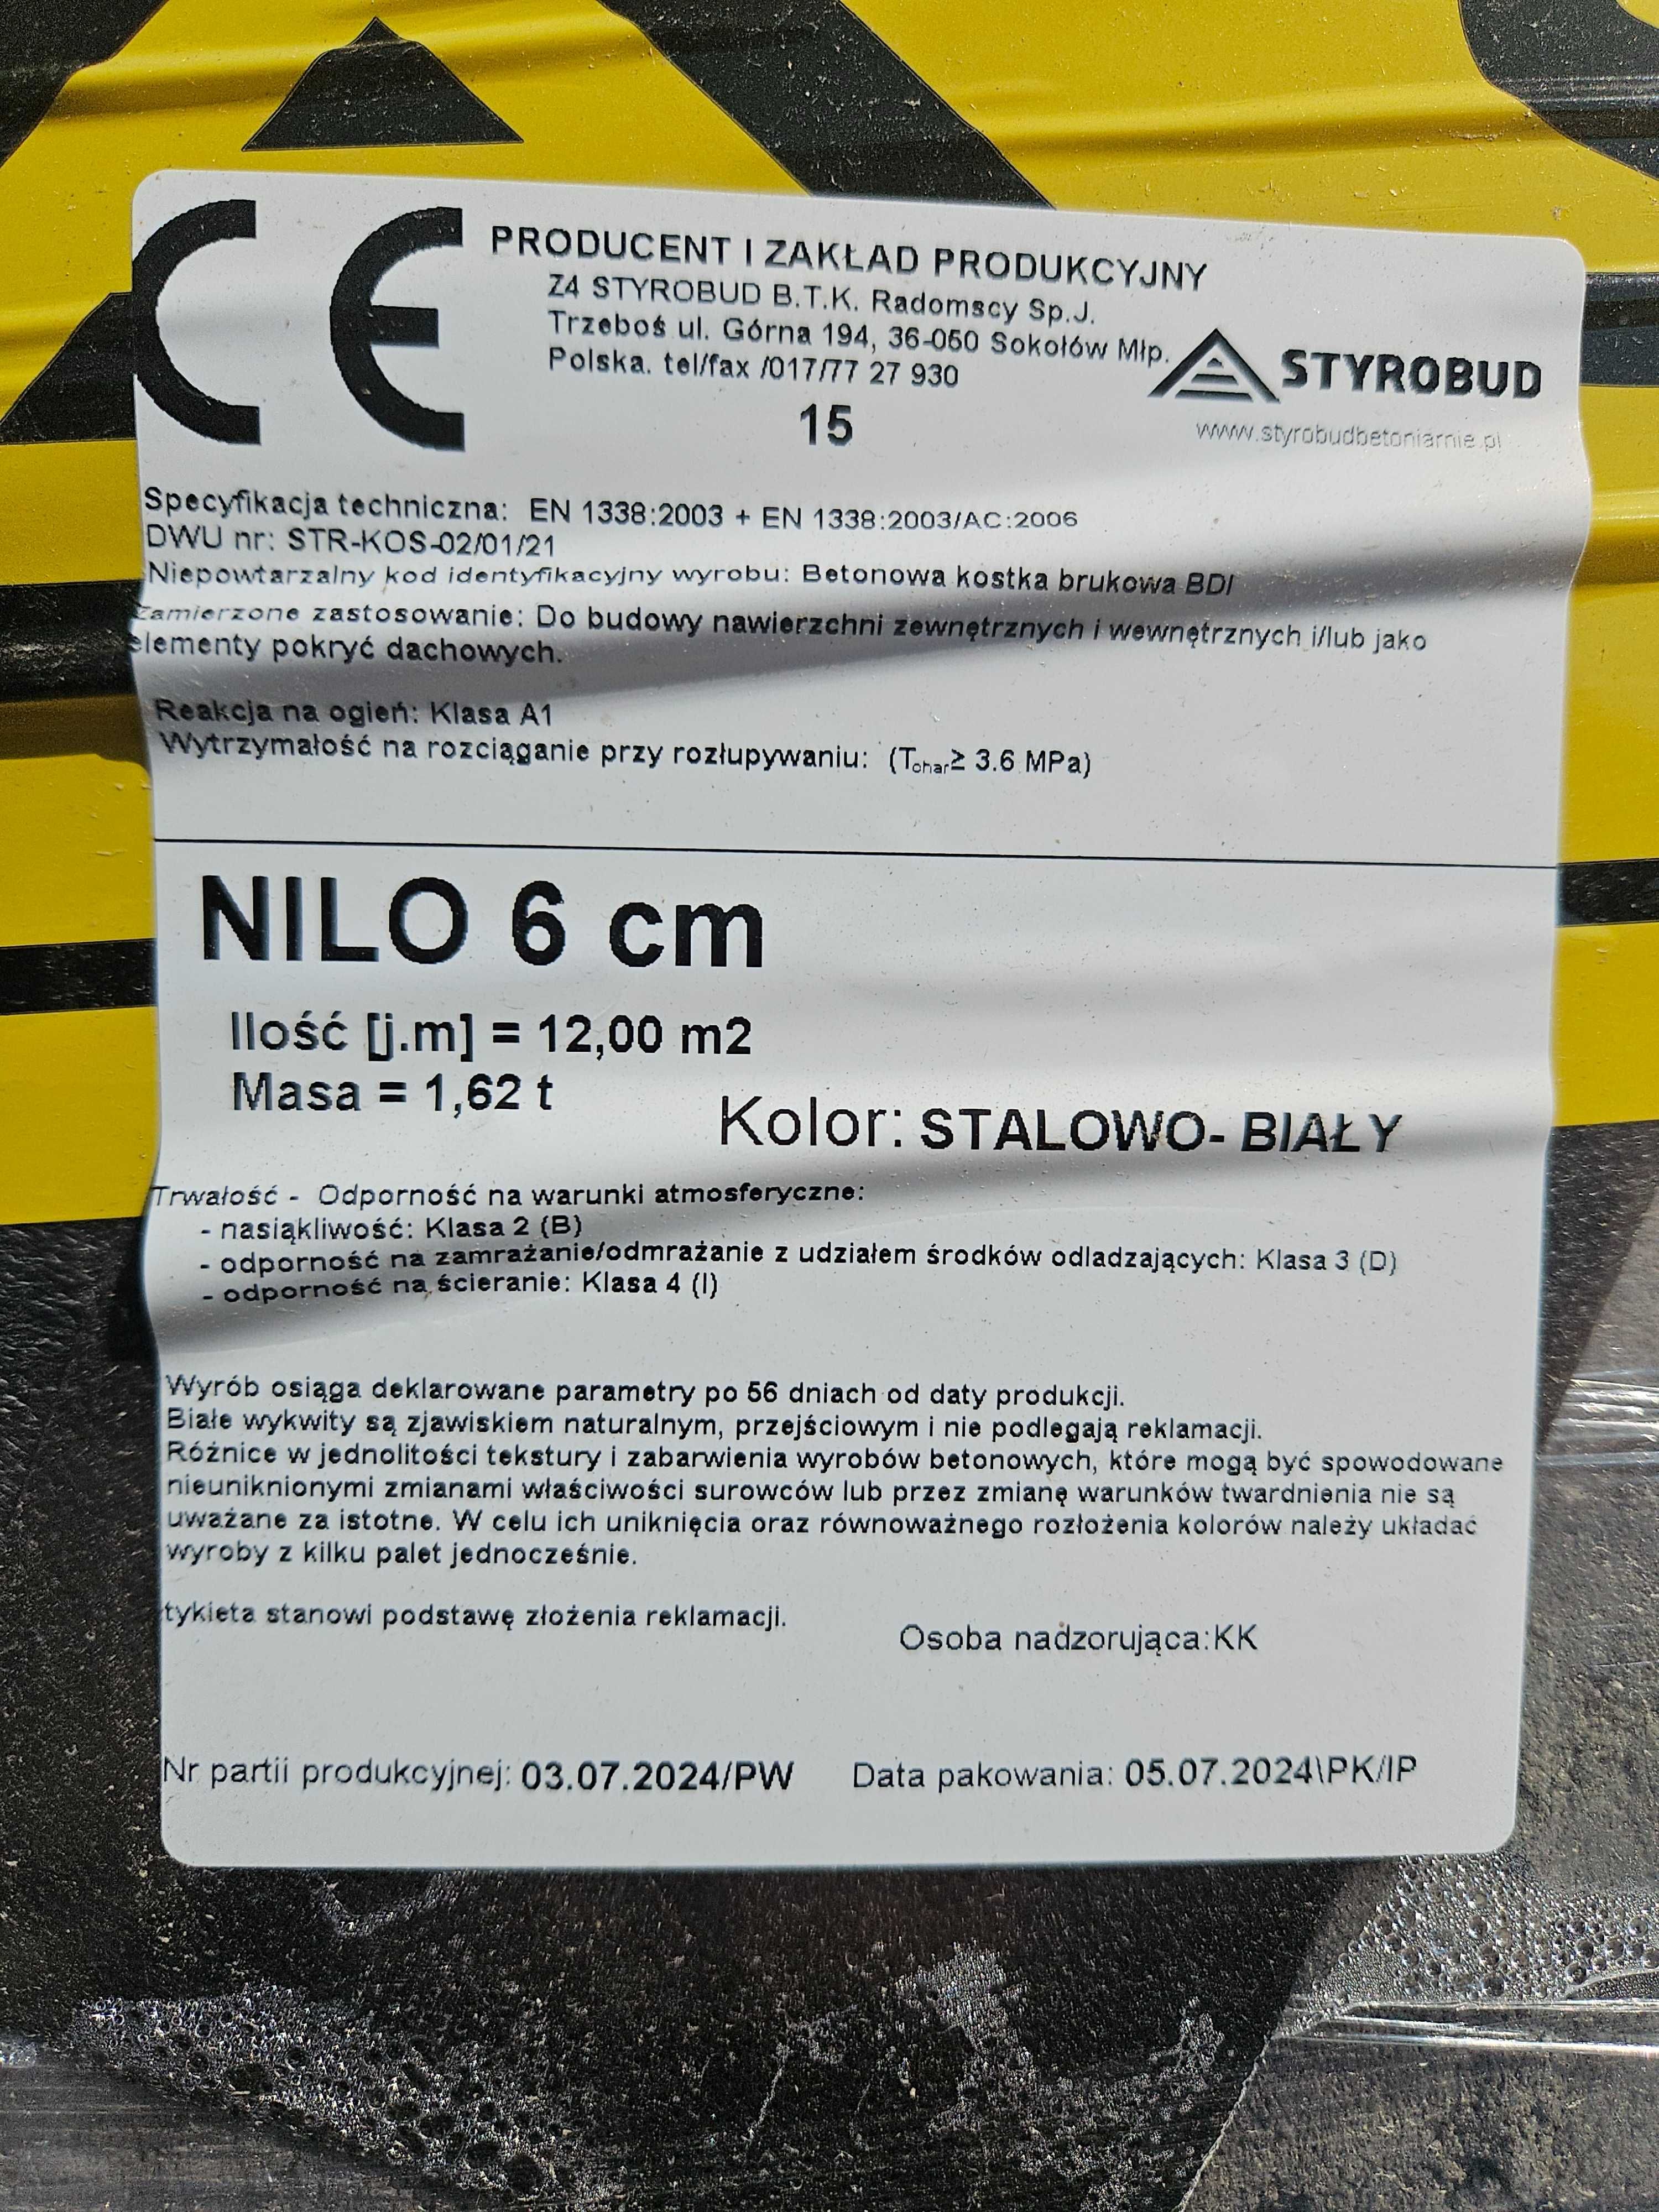 CE
PRODUCENT I ZAKŁAD PRODUKCYJNY
Z4 STYROBUD B.T.K. Radomscy Sp.J.
Trzeboś ul. Górna 194, 36-050 Sokołów Młp.
Polska. tel/fax /017/77 27 930
STYROBUD
15
www.styrobudbetoniarnie.pl
Specyfikacja techniczna: EN 1338:2003 + EN 1338:2003/AC:2006
DWU nr: STR-KOS-02/01/21
Niepowtarzalny kod identyfikacyjny wyrobu: Betonowa kostka brukowa BDI
Zamierzone zastosowanie: Do budowy nawierzchni zewnętrznych i wewnętrznych i/lub jako
elementy pokryć dachowych.
Reakcja na ogień: Klasa A1
Wytrzymałość na rozciąganie przy rozłupywaniu: (Tchar≥ 3.6 MPa)
NILO 6 cm
Ilość [j.m] = 12,00 m2
Masa = 1,62 t
Kolor: STALOWO- BIAŁY
Trwałość - Odporność na warunki atmosferyczne:
- nasiąkliwość: Klasa 2 (B)
- odporność na zamrażanie/odmrażanie z udziałem środków odladzających: Klasa 3 (D)
- odporność na ścieranie: Klasa 4 (I)
Wyrób osiąga deklarowane parametry po 56 dniach od daty produkcji.
Białe wykwity są zjawiskiem naturalnym, przejściowym i nie podlegają reklamacji.
Różnice w jednolitości tekstury i zabarwienia wyrobów betonowych, które mogą być spowodowane
nieuniknionymi zmianami właściwości surowców lub przez zmianę warunków twardnienia nie są
uważane za istotne. W celu ich uniknięcia oraz równoważnego rozłożenia kolorów należy układać
wyroby z kilku palet jednocześnie.
tykieta stanowi podstawę złożenia reklamacji.
Osoba nadzorująca:KK
Nr partii produkcyjnej: 03.07.2024/PW
Data pakowania: 05.07.2024\PK/IP